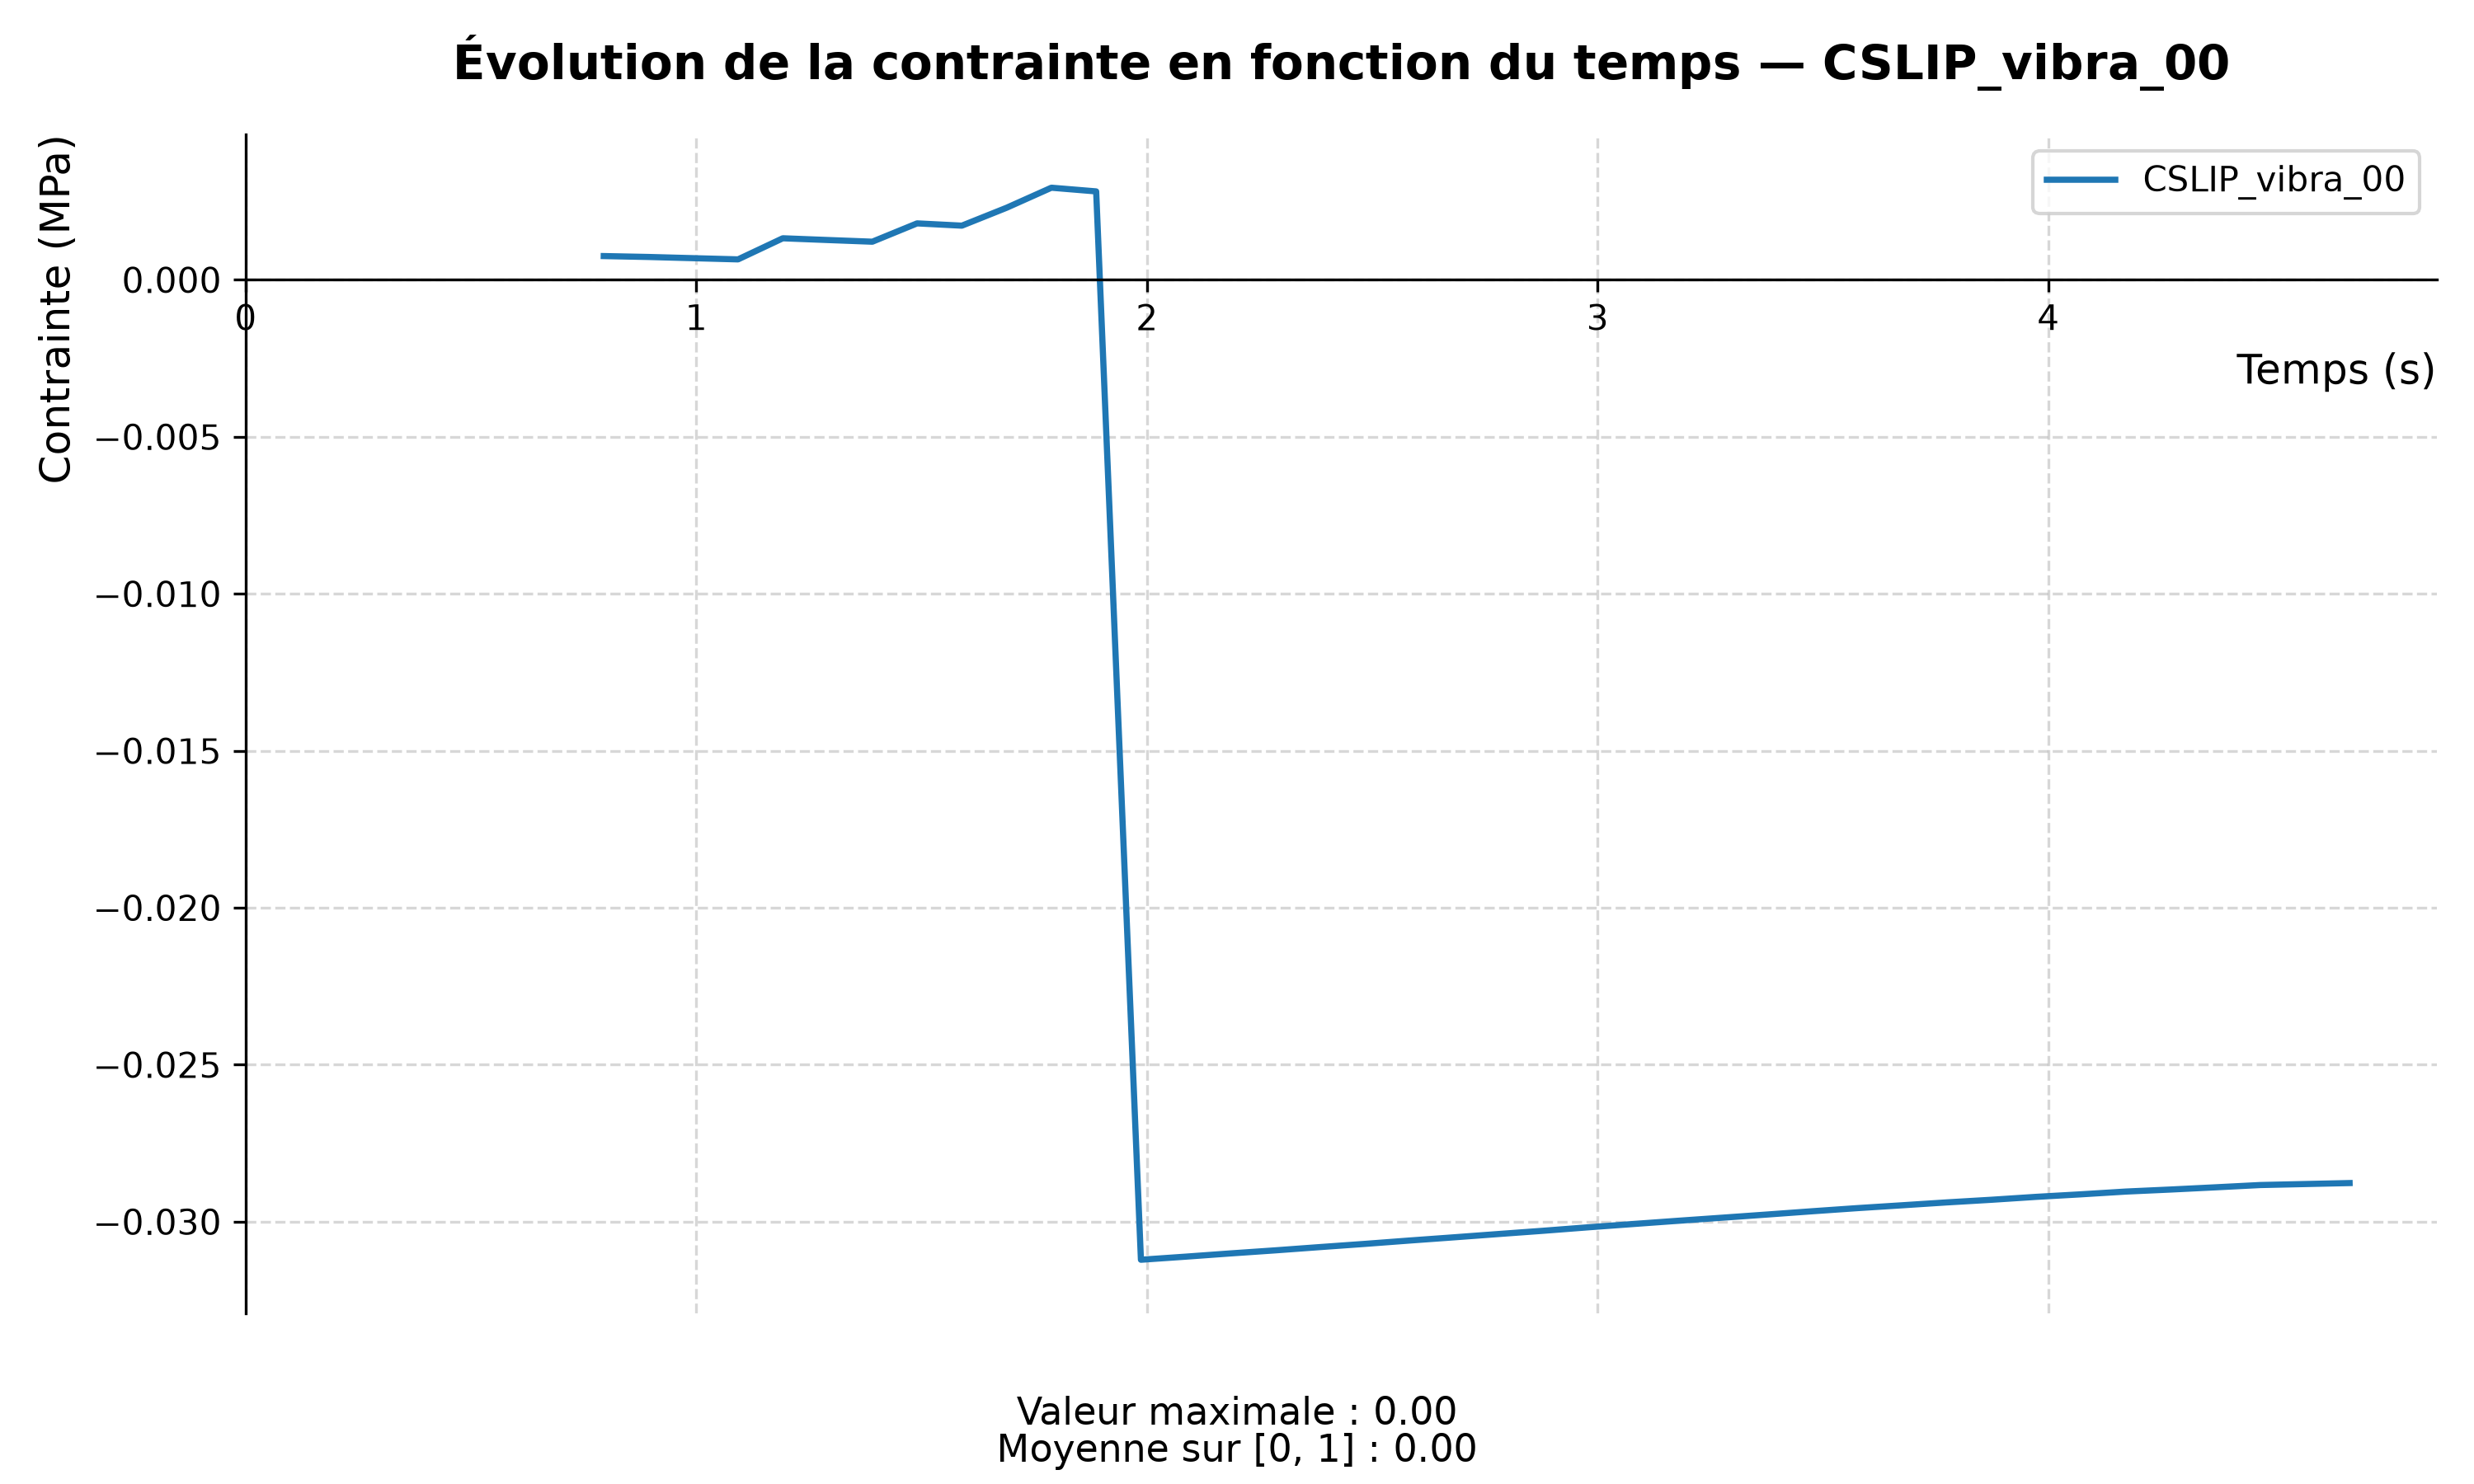 Évolution de la contrainte en fonction du temps — CSLIP_vibra_00
Contrainte (MPa)
CSLIP_vibra_00
0.000
0
1
2
3
4
Temps (s)
−0.005
−0.010
−0.015
−0.020
−0.025
−0.030
Valeur maximale : 0.00
Moyenne sur [0, 1] : 0.00